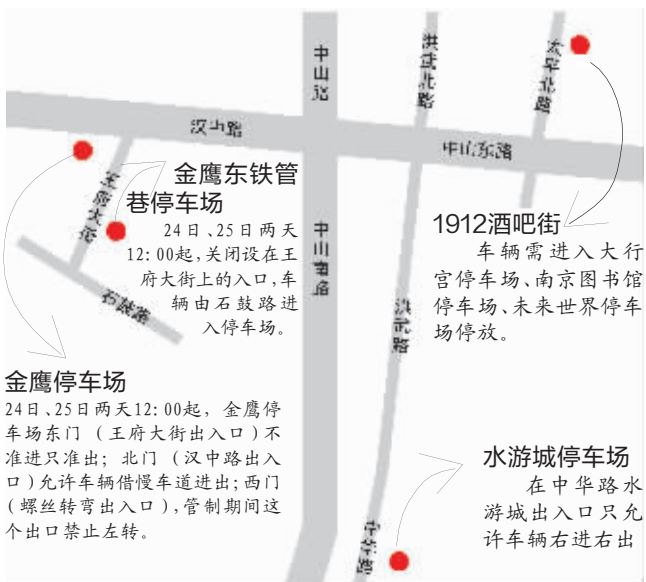 中山路
洪武北路
汉中路
中山东路
王府大街
金鹰东铁管
巷停车场
24日、25日两天
12:00起,关闭设在王
府大街上的入口,车
辆由石鼓路进
入停车场。
石鼓路
中山南路
1912酒吧街
车辆需进入大行
宫停车场、南京图书馆
停车场、未来世界停车
场停放。
洪武路
金鹰停车场
24日、25日两天12:00起，金鹰停
车场东门（王府大街出入口）不
准进只准出；北门（汉中路出入
口）允许车辆借慢车道进出；西门
（螺丝转弯出入口），管制期间这
个出口禁止左转。
水游城停车场
在中华路水
游城出入口只允
许车辆右进右出